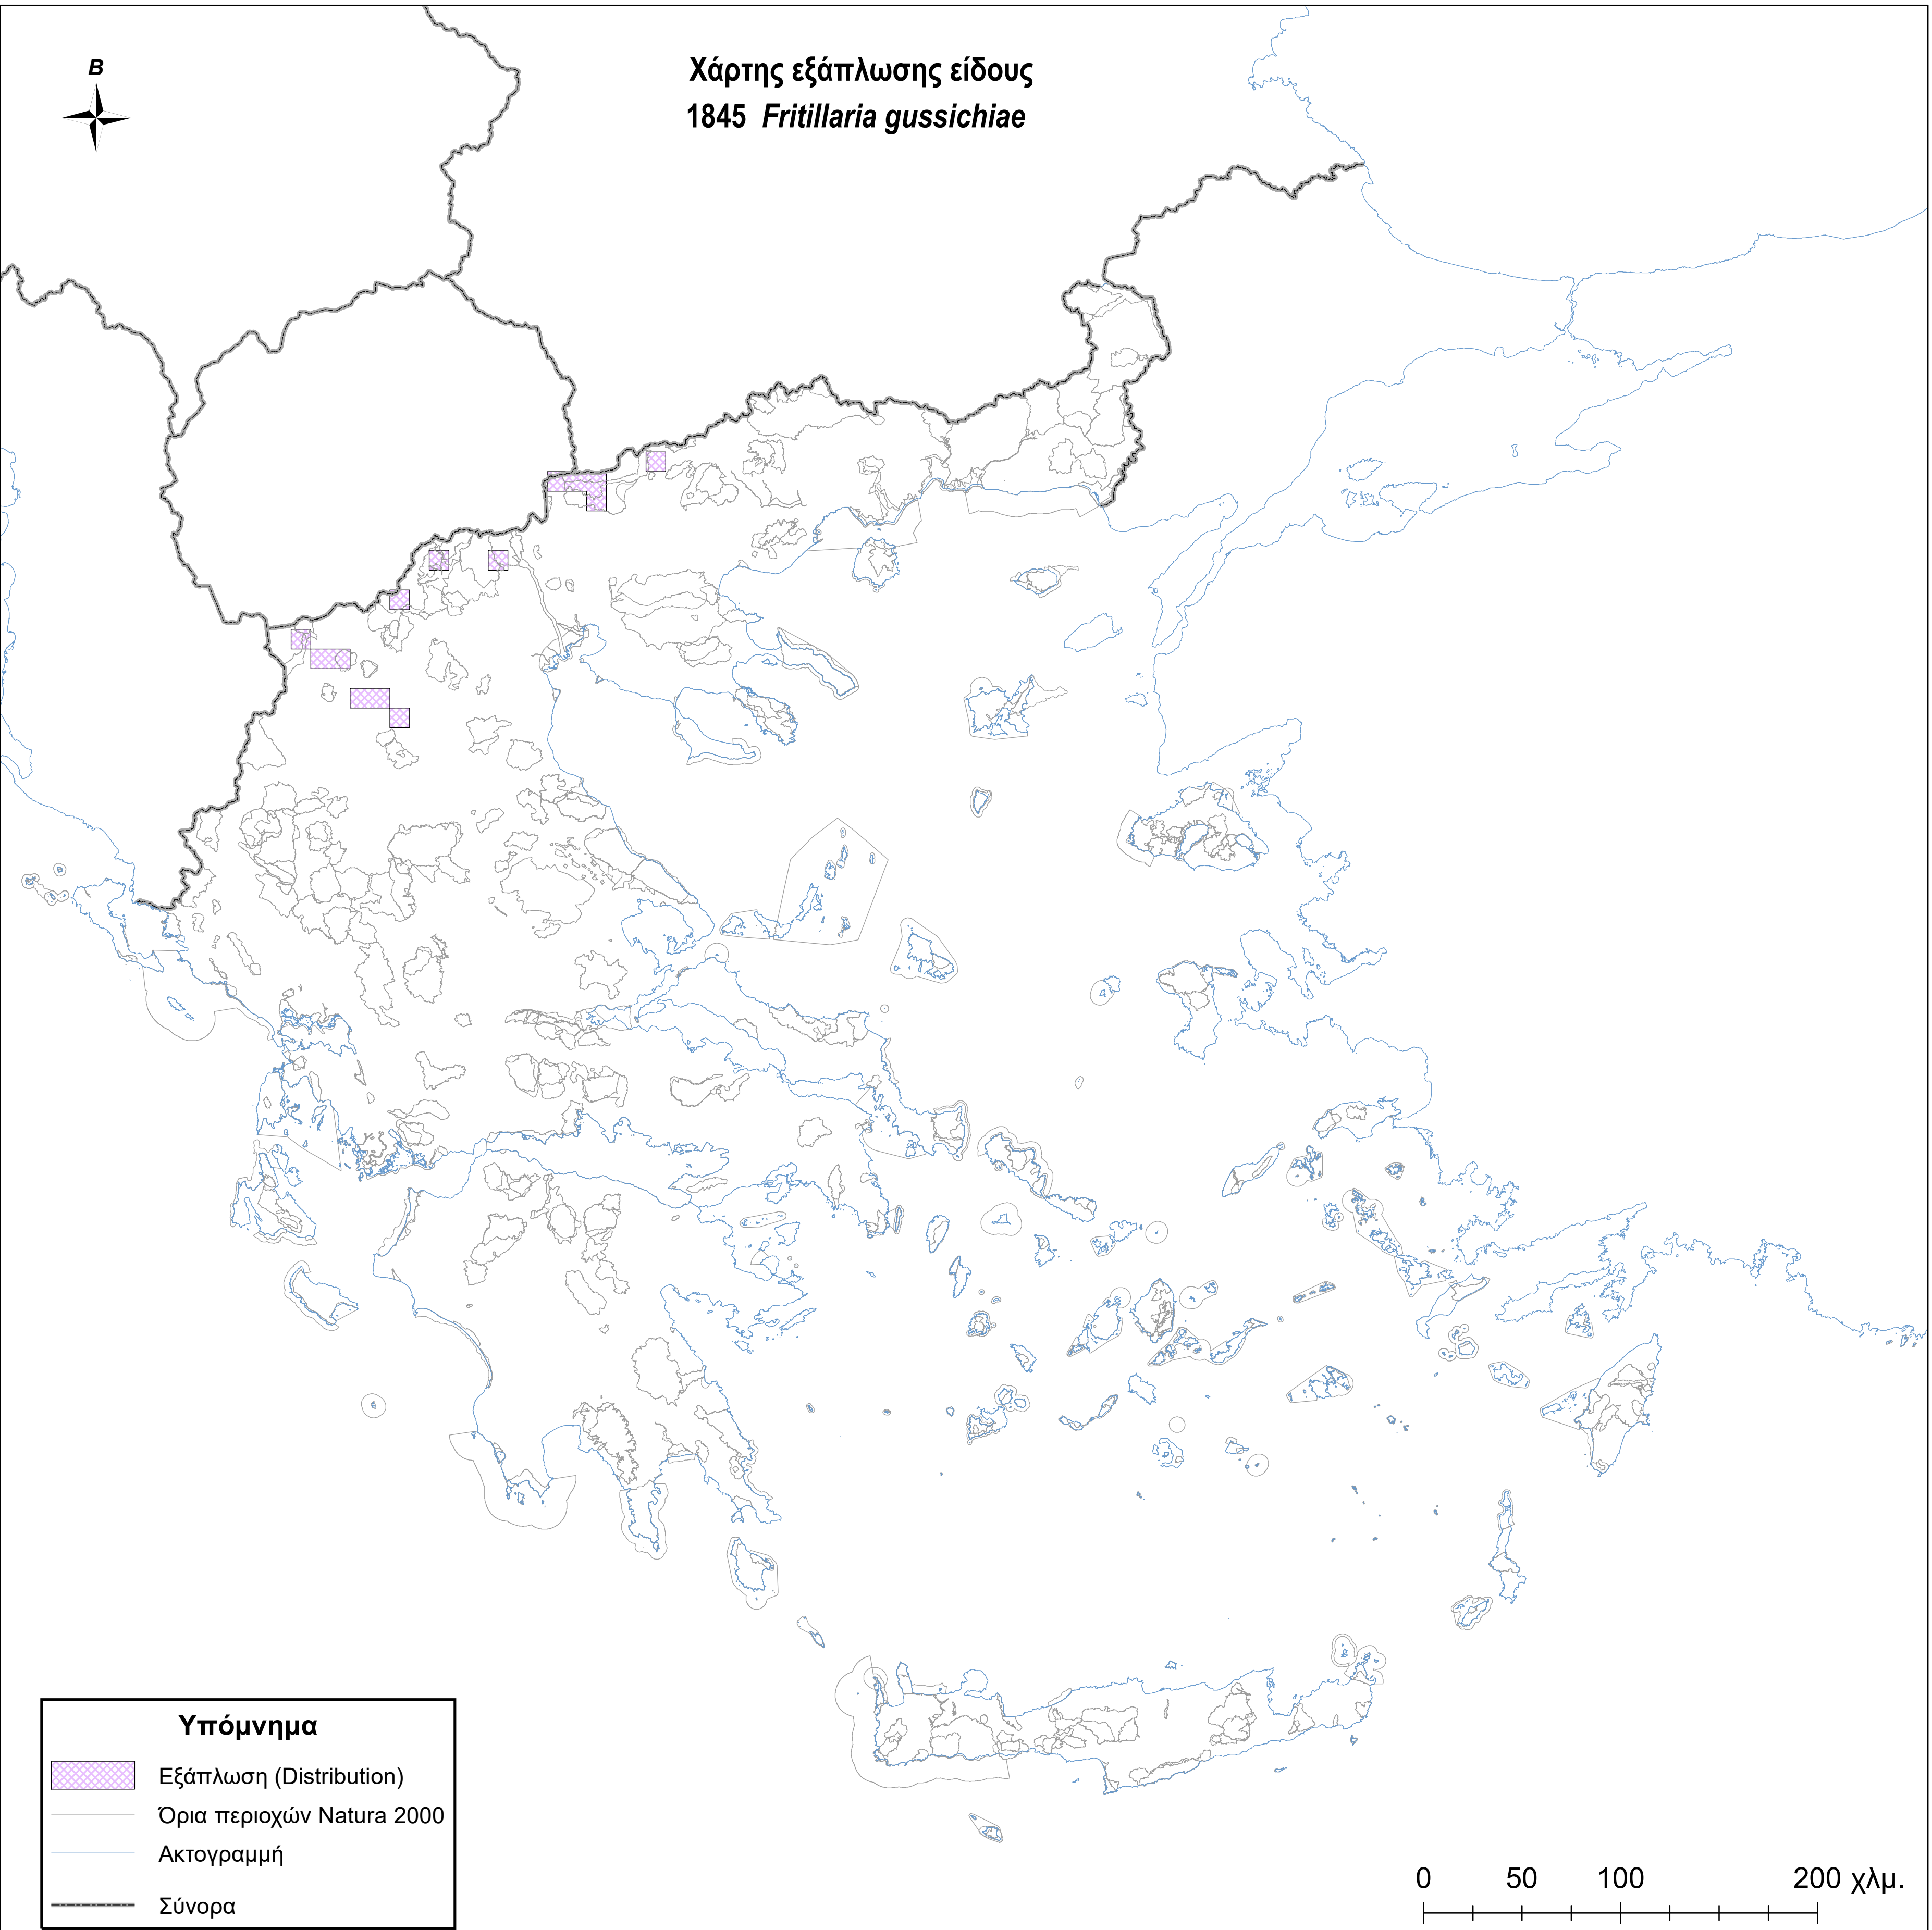 Β
Χάρτης εξάπλωσης είδους
1845 Fritillaria gussichiae
Υπόμνημα
Εξάπλωση (Distribution)
Όρια περιοχών Natura 2000
Ακτογραμμή
Σύνορα
0 50 100 200 χλμ.